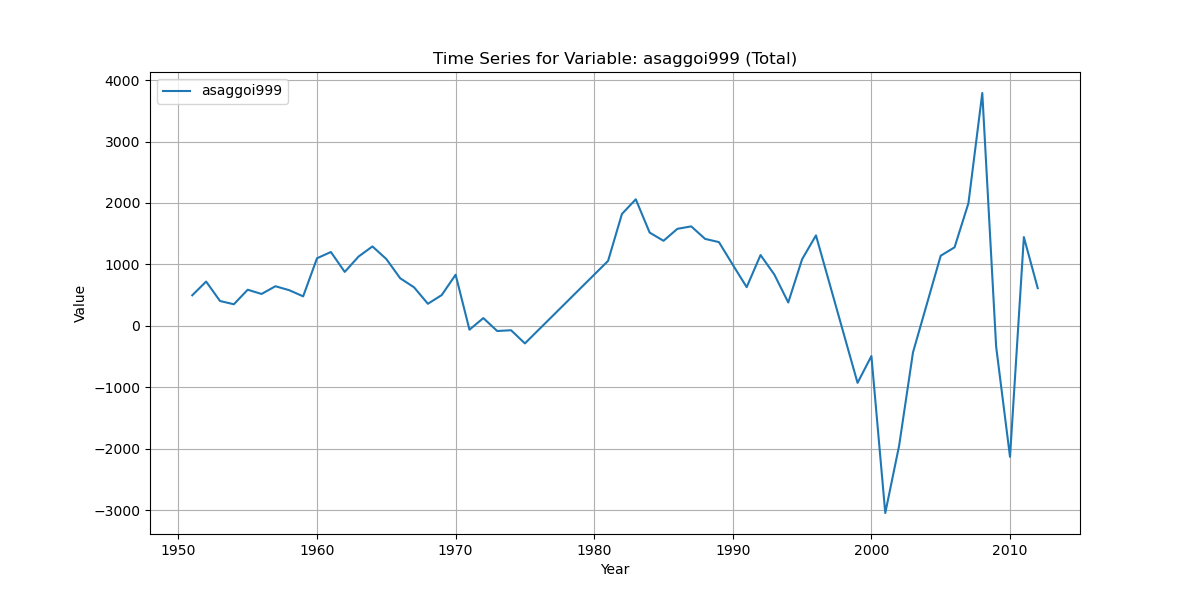 Time Series for Variable: asaggoi999 (Total)
asaggoi999
4000
3000
2000
1000
0
−1000
−2000
−3000
Value
1950 1960 1970 1980 1990 2000 2010
Year